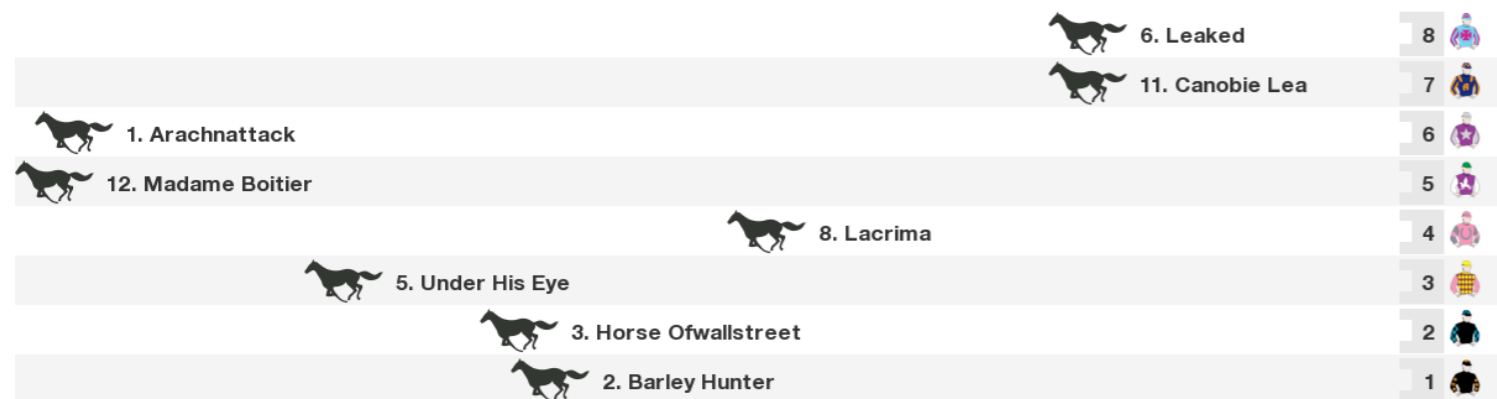 6. Leaked 8
11. Canobie Lea 7
1. Arachnattack 6
12. Madame Boitier 5
8. Lacrima 4
5. Under His Eye 3
3. Horse Ofwallstreet 2
2. Barley Hunter 1